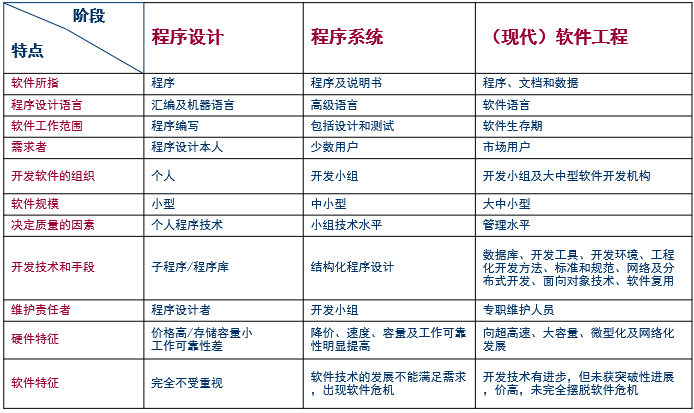 阶段
特点
程序设计
程序系统
（现代）软件工程
软件所指
程序
程序及说明书
程序、文档和数据
程序设计语言
汇编及机器语言
高级语言
软件语言
软件工作范围
程序编写
包括设计和测试
软件生存期
需求者
程序设计本人
少数用户
市场用户
开发软件的组织
个人
开发小组
开发小组及大中型软件开发机构
软件规模
小型
中小型
大中小型
决定质量的因素
个人程序技术
小组技术水平
管理水平
开发技术和手段
子程序/程序库
结构化程序设计
数据库、开发工具、开发环境、工程
化开发方法、标准和规范、网络及分
布式开发、面向对象技术、软件复用
维护责任者
程序设计者
开发小组
专职维护人员
硬件特征
价格高/存储容量小
工作可靠性差
降价、速度、容量及工作可靠
性明显提高
向超高速、大容量、微型化及网络化
发展
软件特征
完全不受重视
软件技术的发展不能满足需求
，出现软件危机
开发技术有进步，但未获突破性进展
，价高，未完全摆脱软件危机